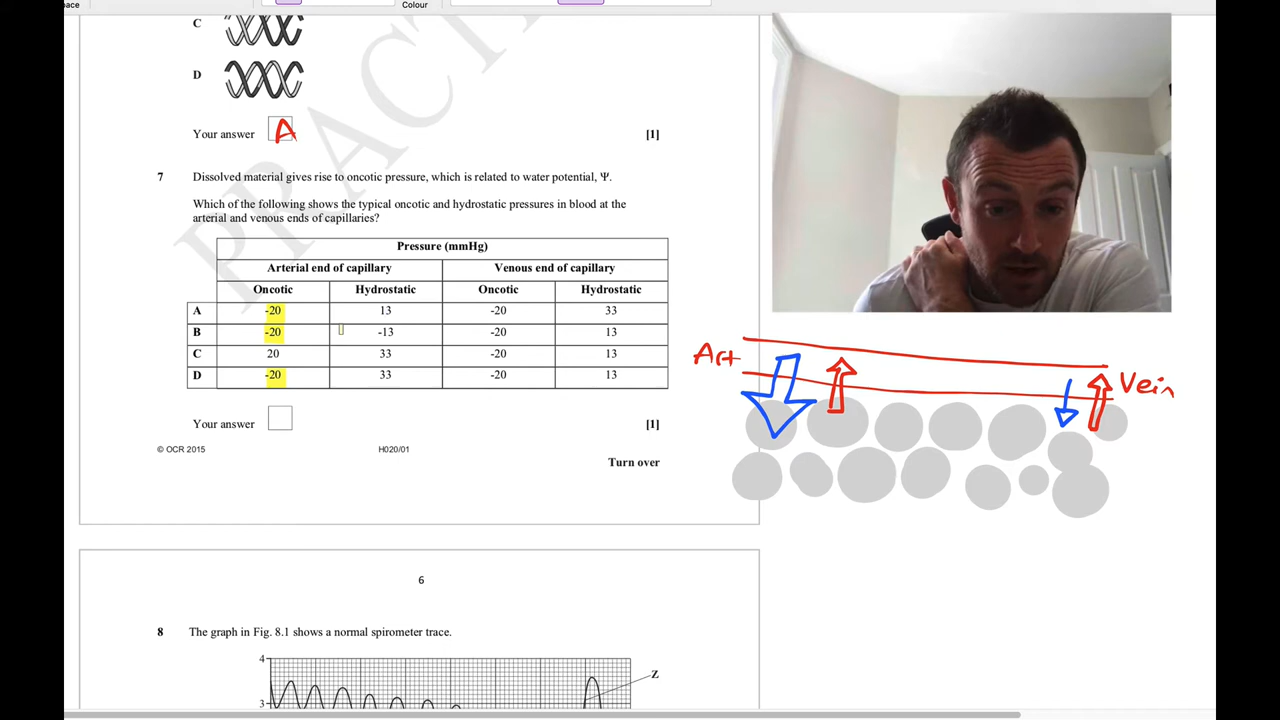 pace
Colour
C
D
PRACT
Your answer A [1]
7 Dissolved material gives rise to oncotic pressure, which is related to water potential, Ψ.
Which of the following shows the typical oncotic and hydrostatic pressures in blood at the
arterial and venous ends of capillaries?
Pressure (mmHg)
Arterial end of capillary Venous end of capillary
Oncotic Hydrostatic Oncotic Hydrostatic
A -20 13 -20 33
B -20 -13 -20 13
C 20 33 -20 13
D -20 33 -20 13
Art
Vein
Your answer [1]
© OCR 2015 H020/01
Turn over
6
8 The graph in Fig. 8.1 shows a normal spirometer trace.
4
Z
3